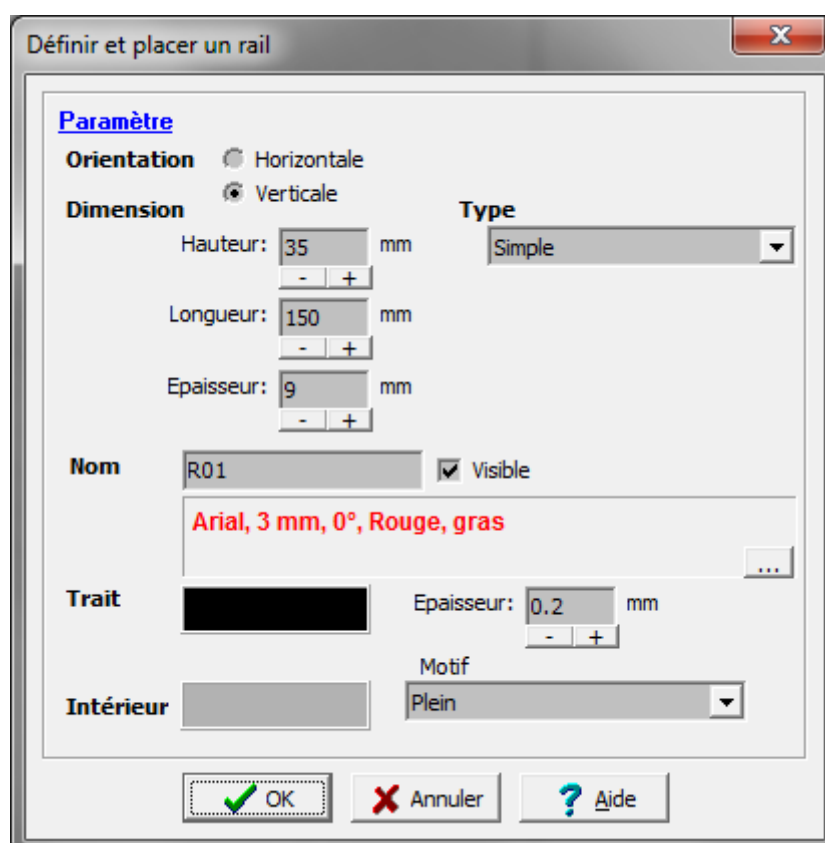 Définir et placer un rail
Paramètre
Orientation Horizontale
Verticale
Dimension Type
Hauteur: 35 mm Simple
- +
Longueur: 150 mm
- +
Epaisseur: 9 mm
- +
Nom R01 Visible
Arial, 3 mm, 0°, Rouge, gras
...
Trait Epaisseur: 0.2 mm
- +
Motif
Intérieur Plein
OK Annuler Aide